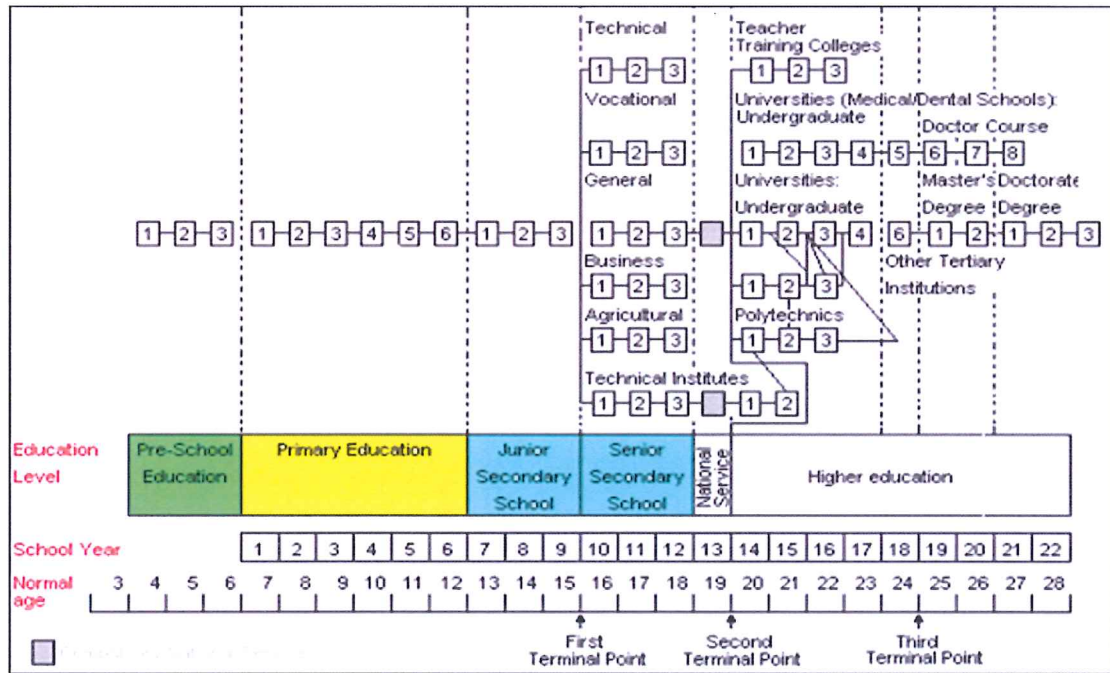 Technical
1 2 3
Vocational
1 2 3
General
1 2 3 1 2 3 4 5 6 1 2 3 1 2 3
Business
1 2 3
Agricultural
1 2 3
Technical Institutes
1 2 3 1 2
Teacher
Training Colleges
1 2 3
Universities (Medical/Dental Schools):
Undergraduate
Doctor Course
1 2 3 4 5 6 7 8
Universities:
Undergraduate
Master's Doctorate
Degree Degree
1 2 3 4 6 1 2 1 2 3
Other Tertiary
Institutions
1 2 3
Polytechnics
1 2 3
Education
Level
Pre-School
Education
Primary Education
Junior
Secondary
School
Senior
Secondary
School
National
Service
Higher education
School Year
1 2 3 4 5 6 7 8 9 10 11 12 13 14 15 16 17 18 19 20 21 22
Normal
age
3 4 5 6 7 8 9 10 11 12 13 14 15 16 17 18 19 20 21 22 23 24 25 26 27 28
First
Terminal Point
Second
Terminal Point
Third
Terminal Point